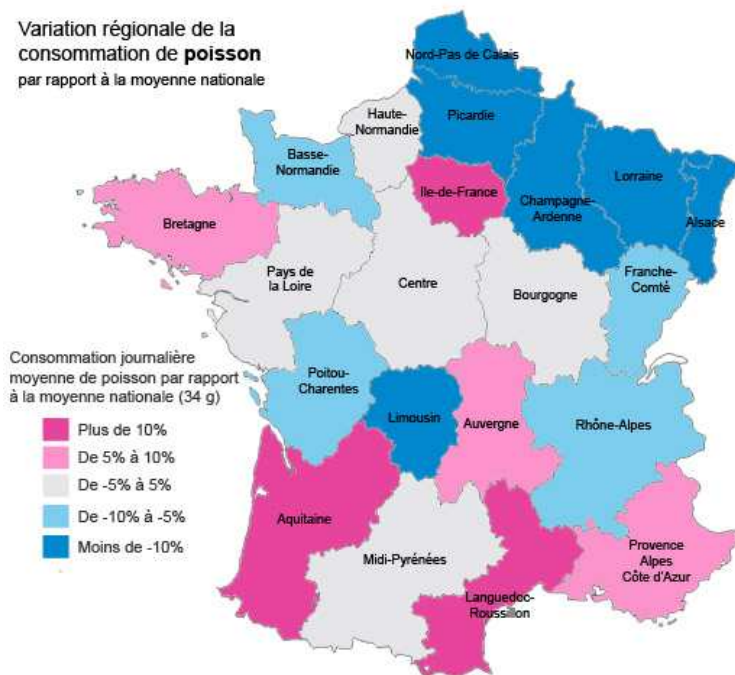 Variation régionale de la
consommation de poisson
par rapport à la moyenne nationale
Nord-Pas de Calais
Haute-
Normandie
Picardie
Basse-
Normandie
Ile-de-France
Champagne-
Ardenne
Lorraine
Alsace
Bretagne
Pays de
la Loire
Centre
Bourgogne
Franche-
Comté
Consommation journalière
moyenne de poisson par rapport
à la moyenne nationale (34 g)
Plus de 10%
De 5% à 10%
De -5% à 5%
De -10% à -5%
Moins de -10%
Poitou-
Charentes
Limousin
Auvergne
Rhône-Alpes
Aquitaine
Midi-Pyrénées
Languedoc-
Roussillon
Provence
Alpes
Côte d'Azur